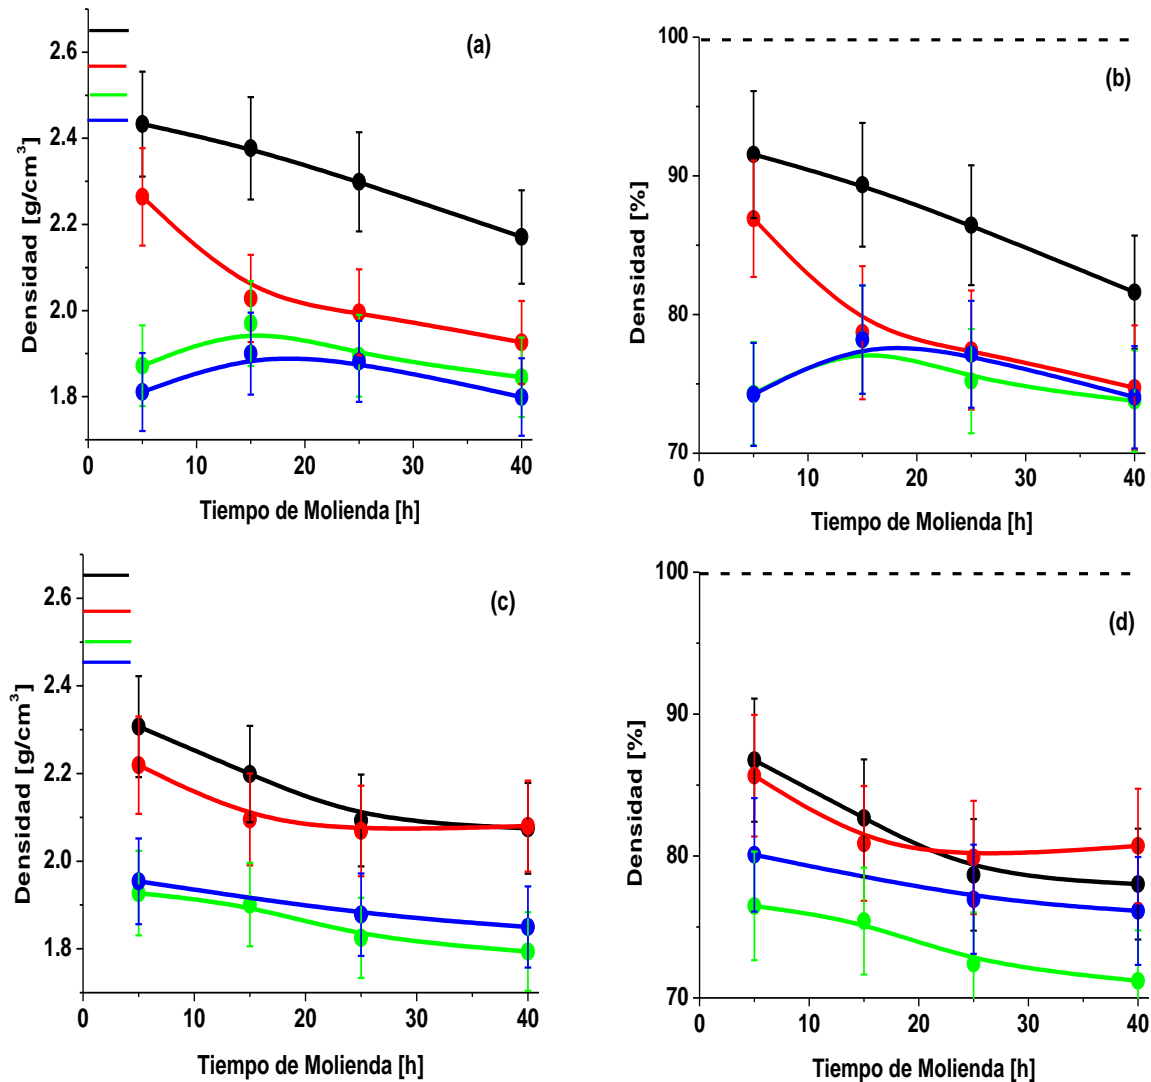 (a)
2.6
2.4
2.2
2.0
1.8
0 10 20 30 40
Densidad [g/cm³]
Tiempo de Molienda [h]
(b)
100
90
80
70
0 10 20 30 40
Densidad [%]
Tiempo de Molienda [h]
(c)
2.6
2.4
2.2
2.0
1.8
0 10 20 30 40
Densidad [g/cm³]
Tiempo de Molienda [h]
(d)
100
90
80
70
0 10 20 30 40
Densidad [%]
Tiempo de Molienda [h]